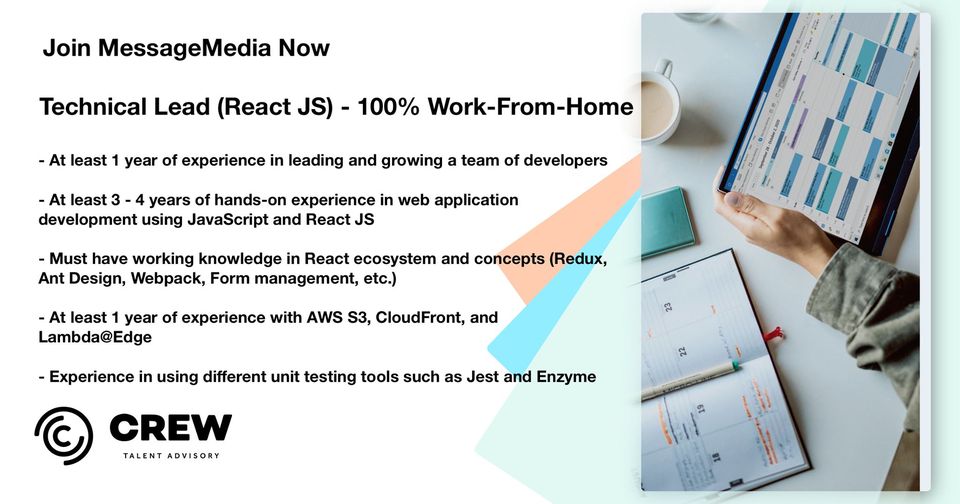 Join MessageMedia Now
Technical Lead (React JS) - 100% Work-From-Home
- At least 1 year of experience in leading and growing a team of developers
- At least 3 - 4 years of hands-on experience in web application
development using JavaScript and React JS
- Must have working knowledge in React ecosystem and concepts (Redux,
Ant Design, Webpack, Form management, etc.)
- At least 1 year of experience with AWS S3, CloudFront, and
Lambda@Edge
- Experience in using different unit testing tools such as Jest and Enzyme
CREW
TALENT ADVISORY
23
22
19
18